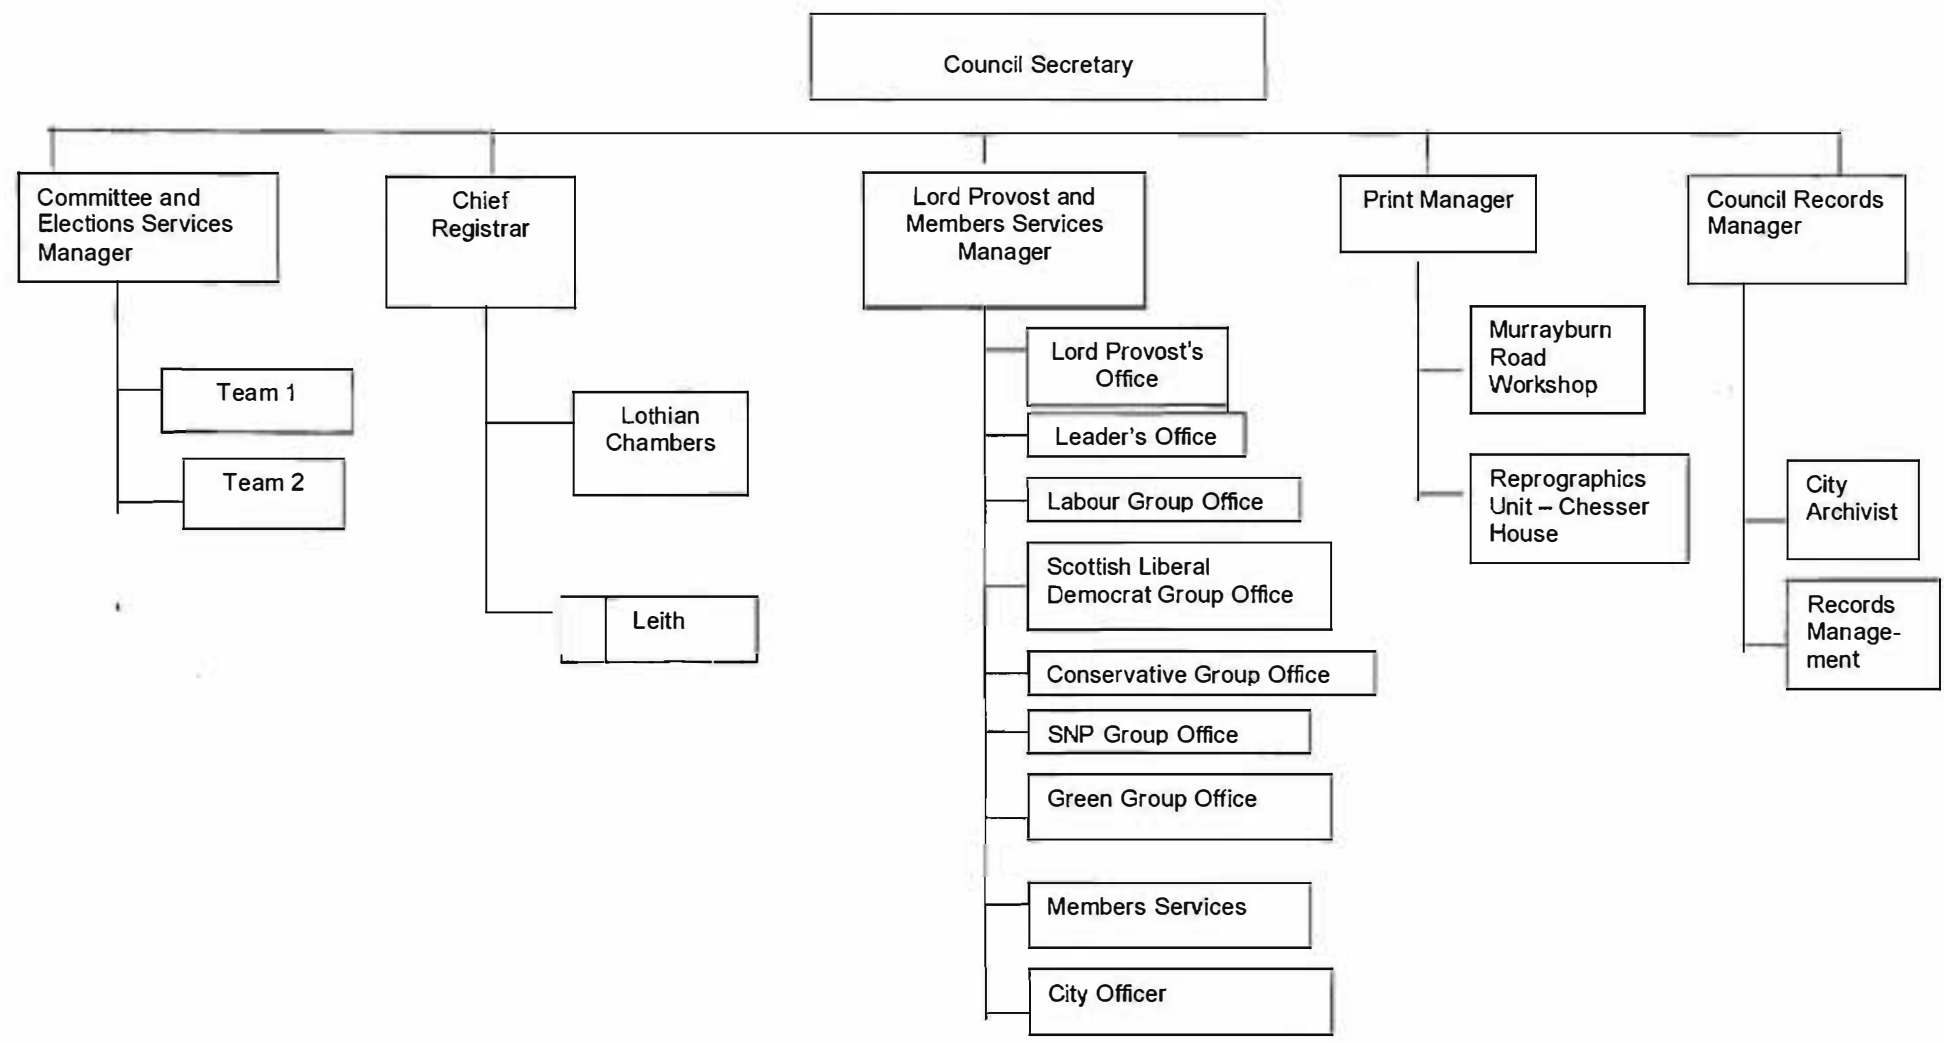 Council Secretary
Committee and
Elections Services
Manager
Team 1
Team 2
Chief
Registrar
Lothian
Chambers
Leith
Lord Provost and
Members Services
Manager
Lord Provost's
Office
Leader's Office
Labour Group Office
Scottish Liberal
Democrat Group Office
Conservative Group Office
SNP Group Office
Green Group Office
Members Services
City Officer
Print Manager
Murrayburn
Road
Workshop
Reprographics
Unit – Chesser
House
Council Records
Manager
City
Archivist
Records
Manage-
ment